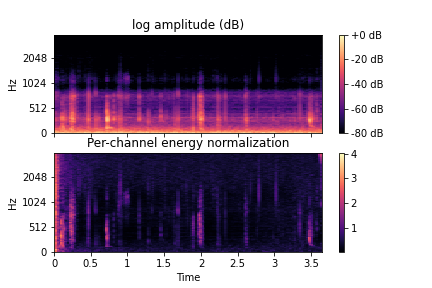 log amplitude (dB)
Hz
2048
1024
512
0
+0 dB
-20 dB
-40 dB
-60 dB
-80 dB
Per-channel energy normalization
Hz
2048
1024
512
0
0 0.5 1 1.5 2 2.5 3 3.5
Time
4
3
2
1